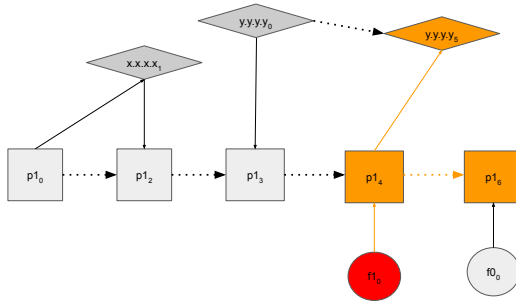 y.y.y.y₀
y.y.y.y₅
x.x.x.x₁
p1₀
p1₂
p1₃
p1₄
p1₆
f1₀
f0₀